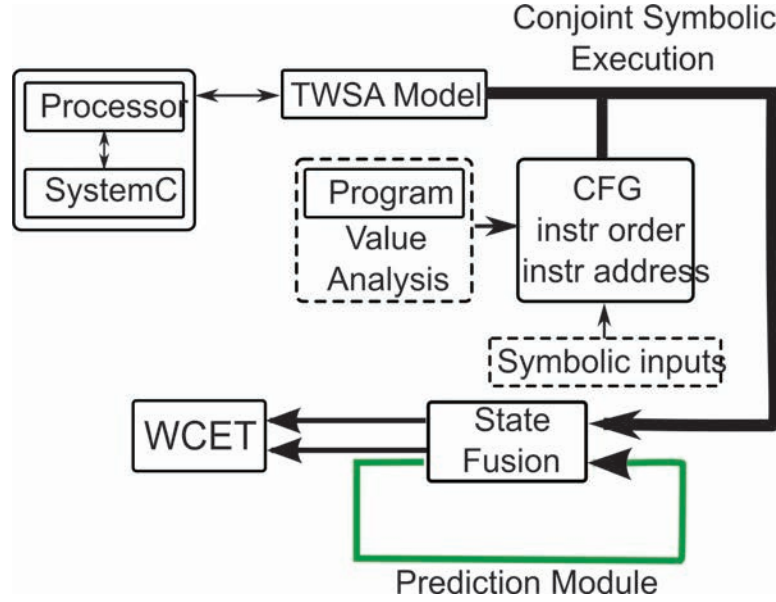 Conjoint Symbolic
Execution
Processor
SystemC
TWSA Model
Program
Value
Analysis
CFG
instr order
instr address
Symbolic inputs
WCET
State
Fusion
Prediction Module